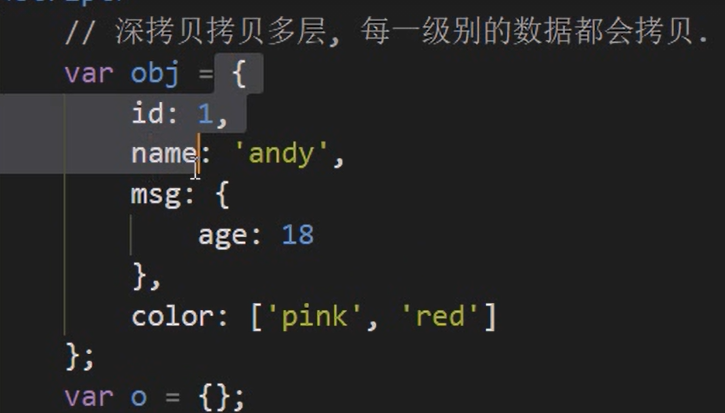 // 深拷贝拷贝多层, 每一级别的数据都会拷贝.
var obj = {
id: 1,
name: 'andy',
msg: {
age: 18
},
color: ['pink', 'red']
};
var o = {};